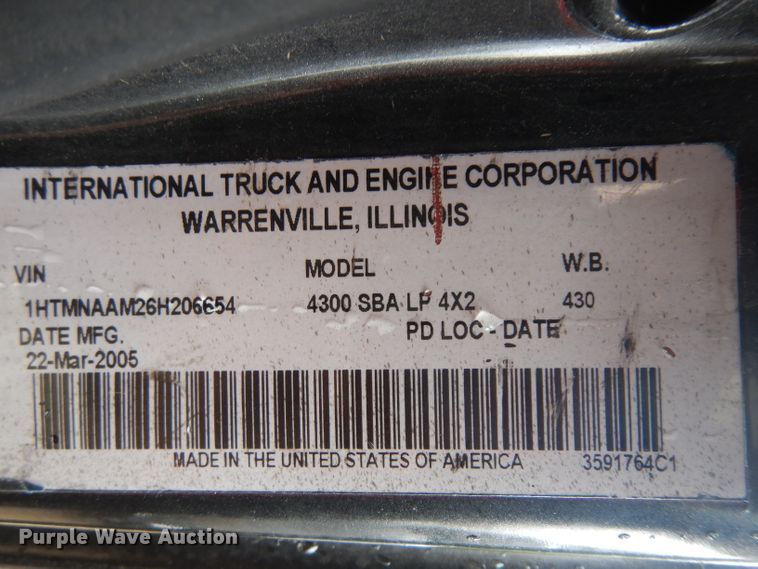 INTERNATIONAL TRUCK AND ENGINE CORPORATION
WARRENVILLE, ILLINOIS
VIN MODEL W.B.
1HTMNAAM26H206654 4300 SBA LP 4X2 430
DATE MFG. PD LOC - DATE
22-Mar-2005
MADE IN THE UNITED STATES OF AMERICA 3591764C1
Purple Wave Auction